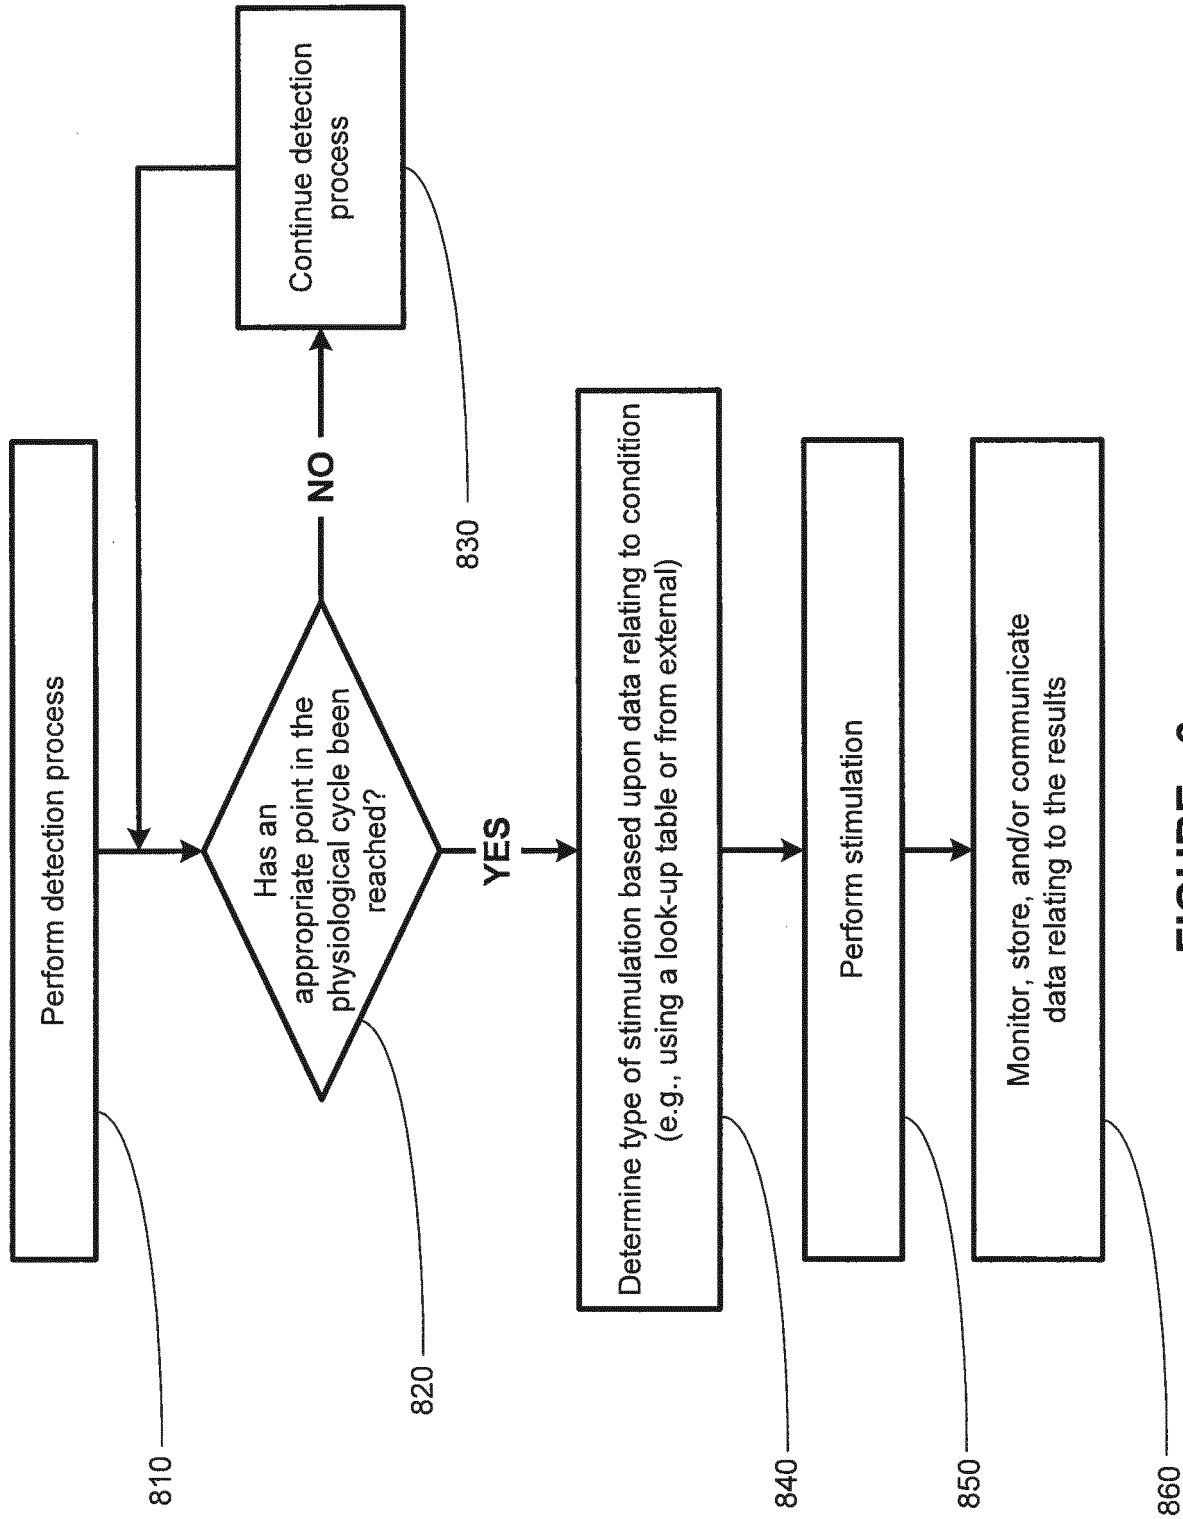 Perform detection process
810
Has an
appropriate point in the
physiological cycle been
reached?
820
NO
Continue detection
process
830
YES
Determine type of stimulation based upon data relating to condition
(e.g., using a look-up table or from external)
840
Perform stimulation
850
Monitor, store, and/or communicate
data relating to the results
860